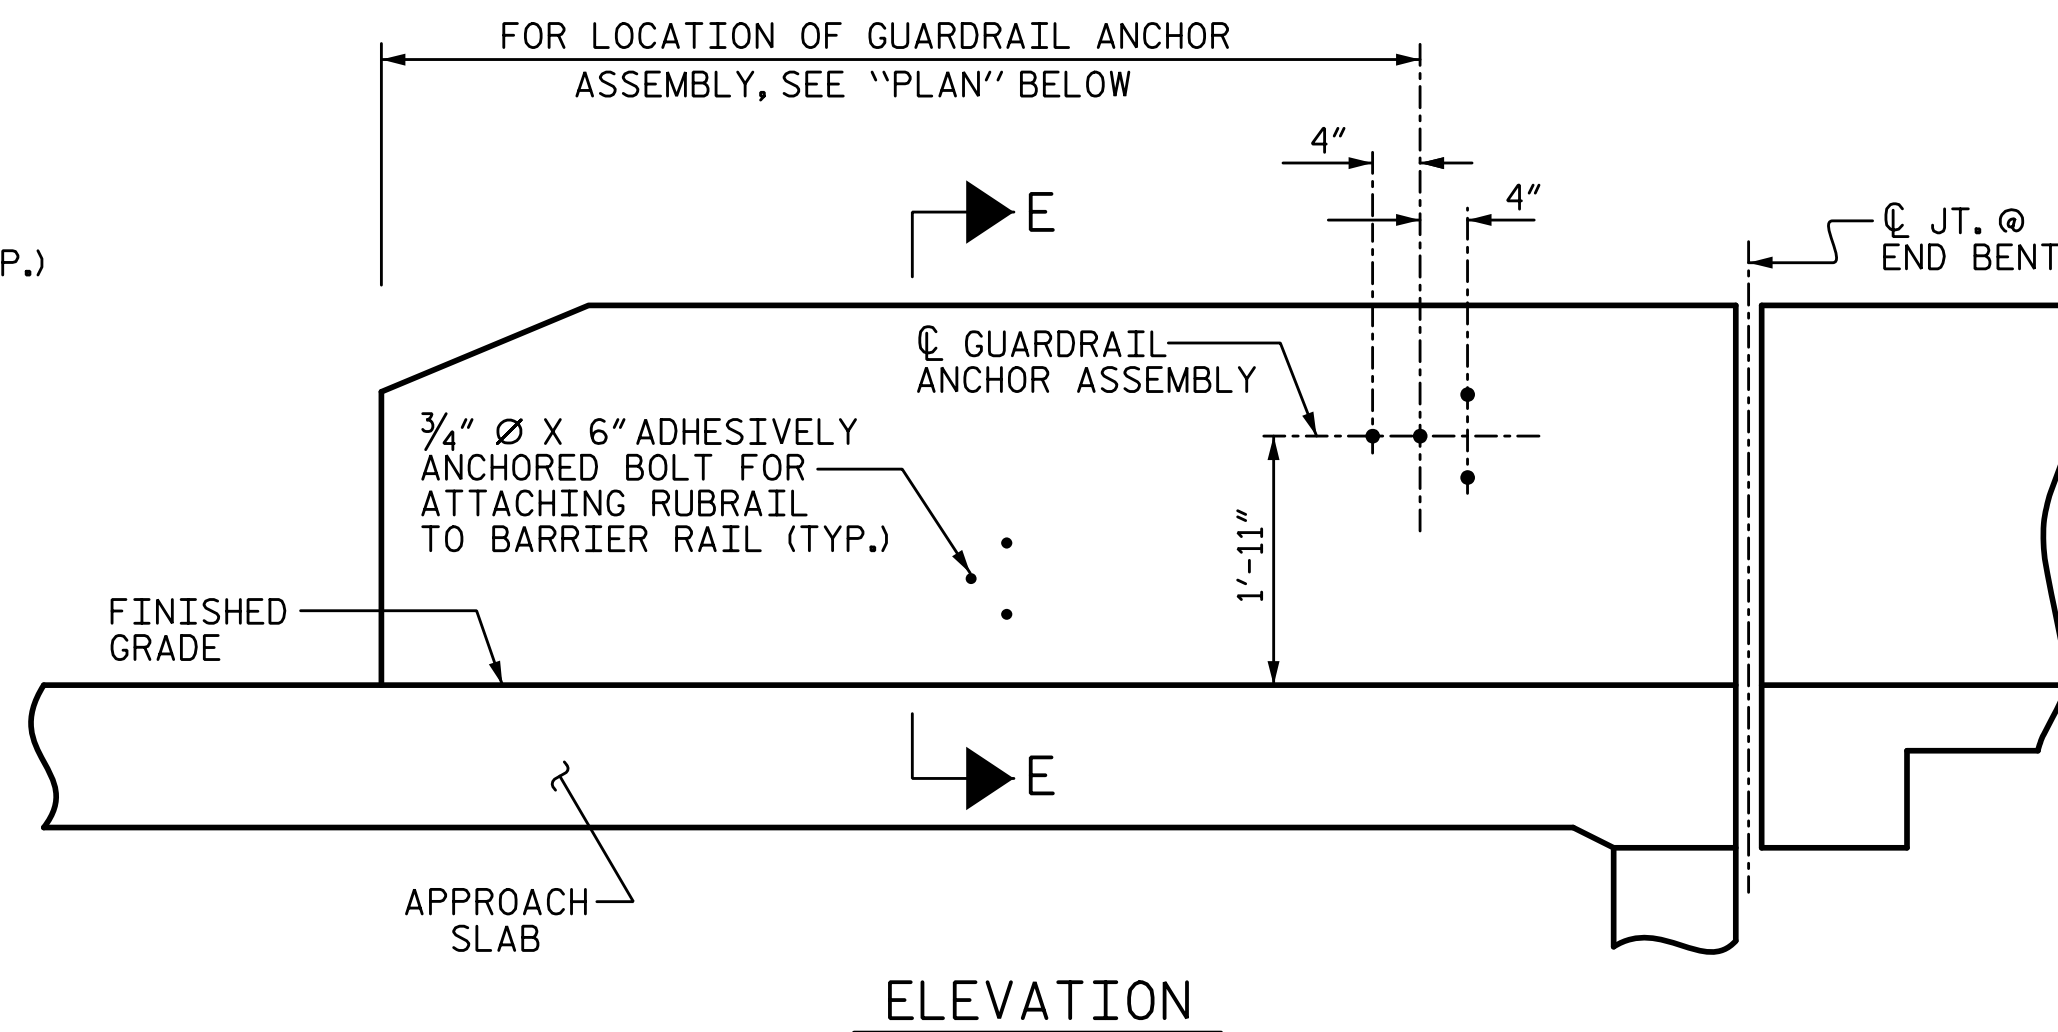 FOR LOCATION OF GUARDRAIL ANCHOR
ASSEMBLY, SEE "PLAN" BELOW
4"
4"
E
P.)
℄ JT. @
END BENT
℄ GUARDRAIL
ANCHOR ASSEMBLY
3/4" Ø X 6" ADHESIVELY
ANCHORED BOLT FOR
ATTACHING RUBRAIL
TO BARRIER RAIL (TYP.)
1'-11"
FINISHED
GRADE
E
APPROACH
SLAB
ELEVATION